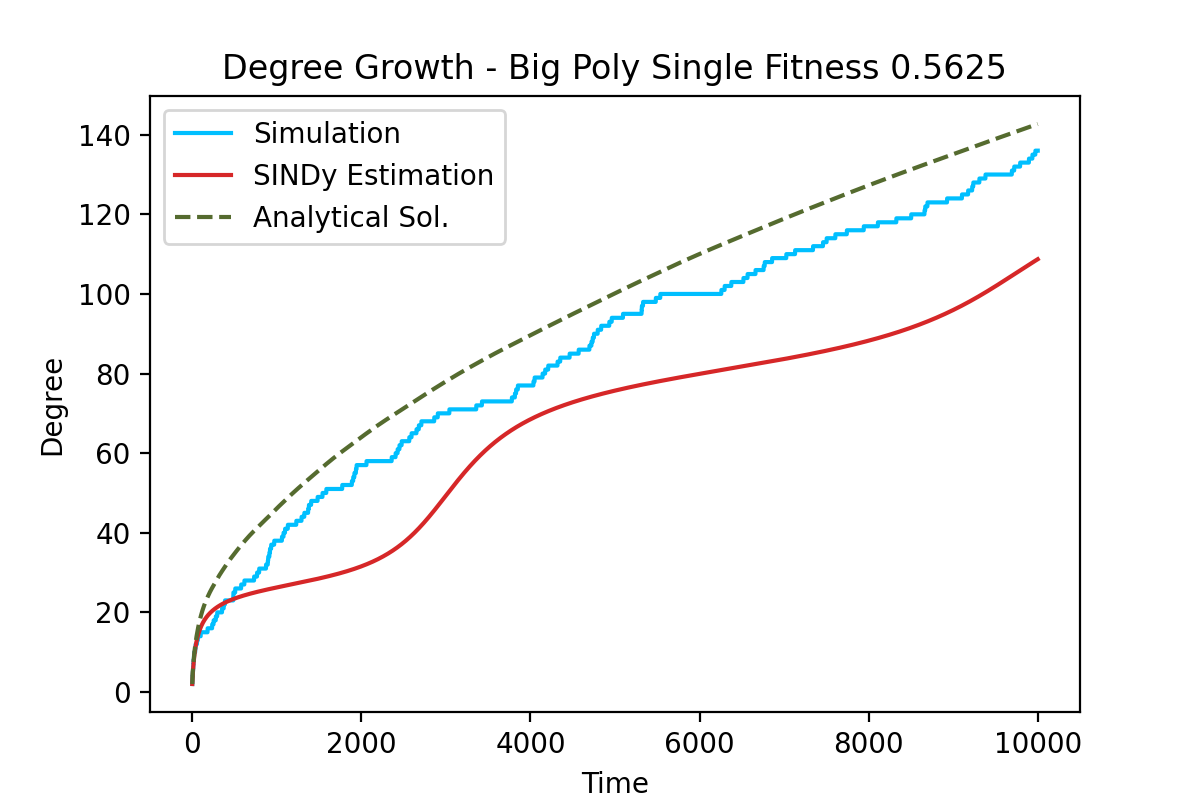 Degree Growth - Big Poly Single Fitness 0.5625
Simulation
SINDy Estimation
Analytical Sol.
140
120
100
80
60
40
20
0
Degree
0 2000 4000 6000 8000 10000
Time